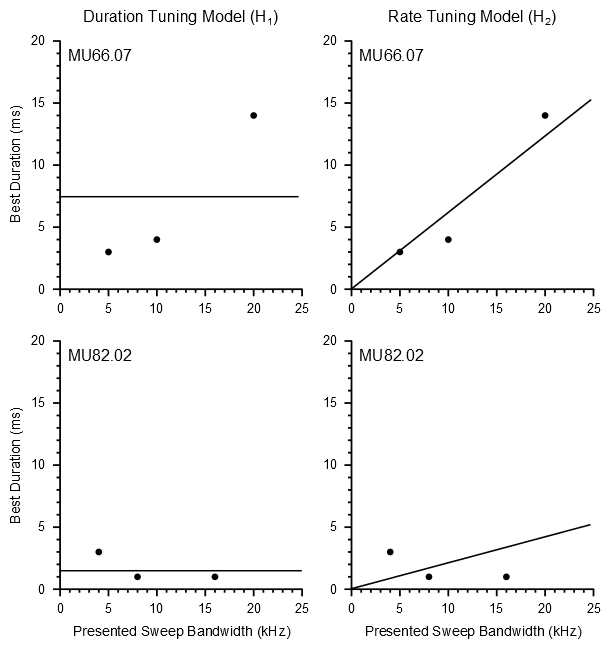 Duration Tuning Model (H1)
Rate Tuning Model (H2)
20
MU66.07
15
10
5
0
Best Duration (ms)
0 5 10 15 20 25
20
MU66.07
15
10
5
0
0 5 10 15 20 25
20
MU82.02
15
10
5
0
Best Duration (ms)
0 5 10 15 20 25
Presented Sweep Bandwidth (kHz)
20
MU82.02
15
10
5
0
0 5 10 15 20 25
Presented Sweep Bandwidth (kHz)